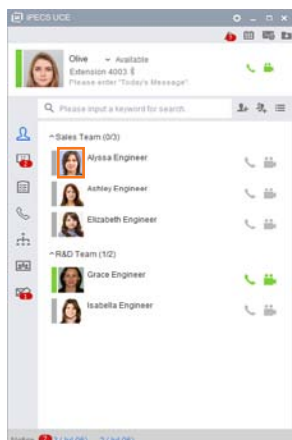 iPECS UCE
Olive Available
Extension 4003
Please enter "Today's Message".
Please input a keyword for search.
Sales Team (0/3)
Alyssa Engineer
Ashley Engineer
Elizabeth Engineer
R&D Team (1/2)
Grace Engineer
Isabella Engineer